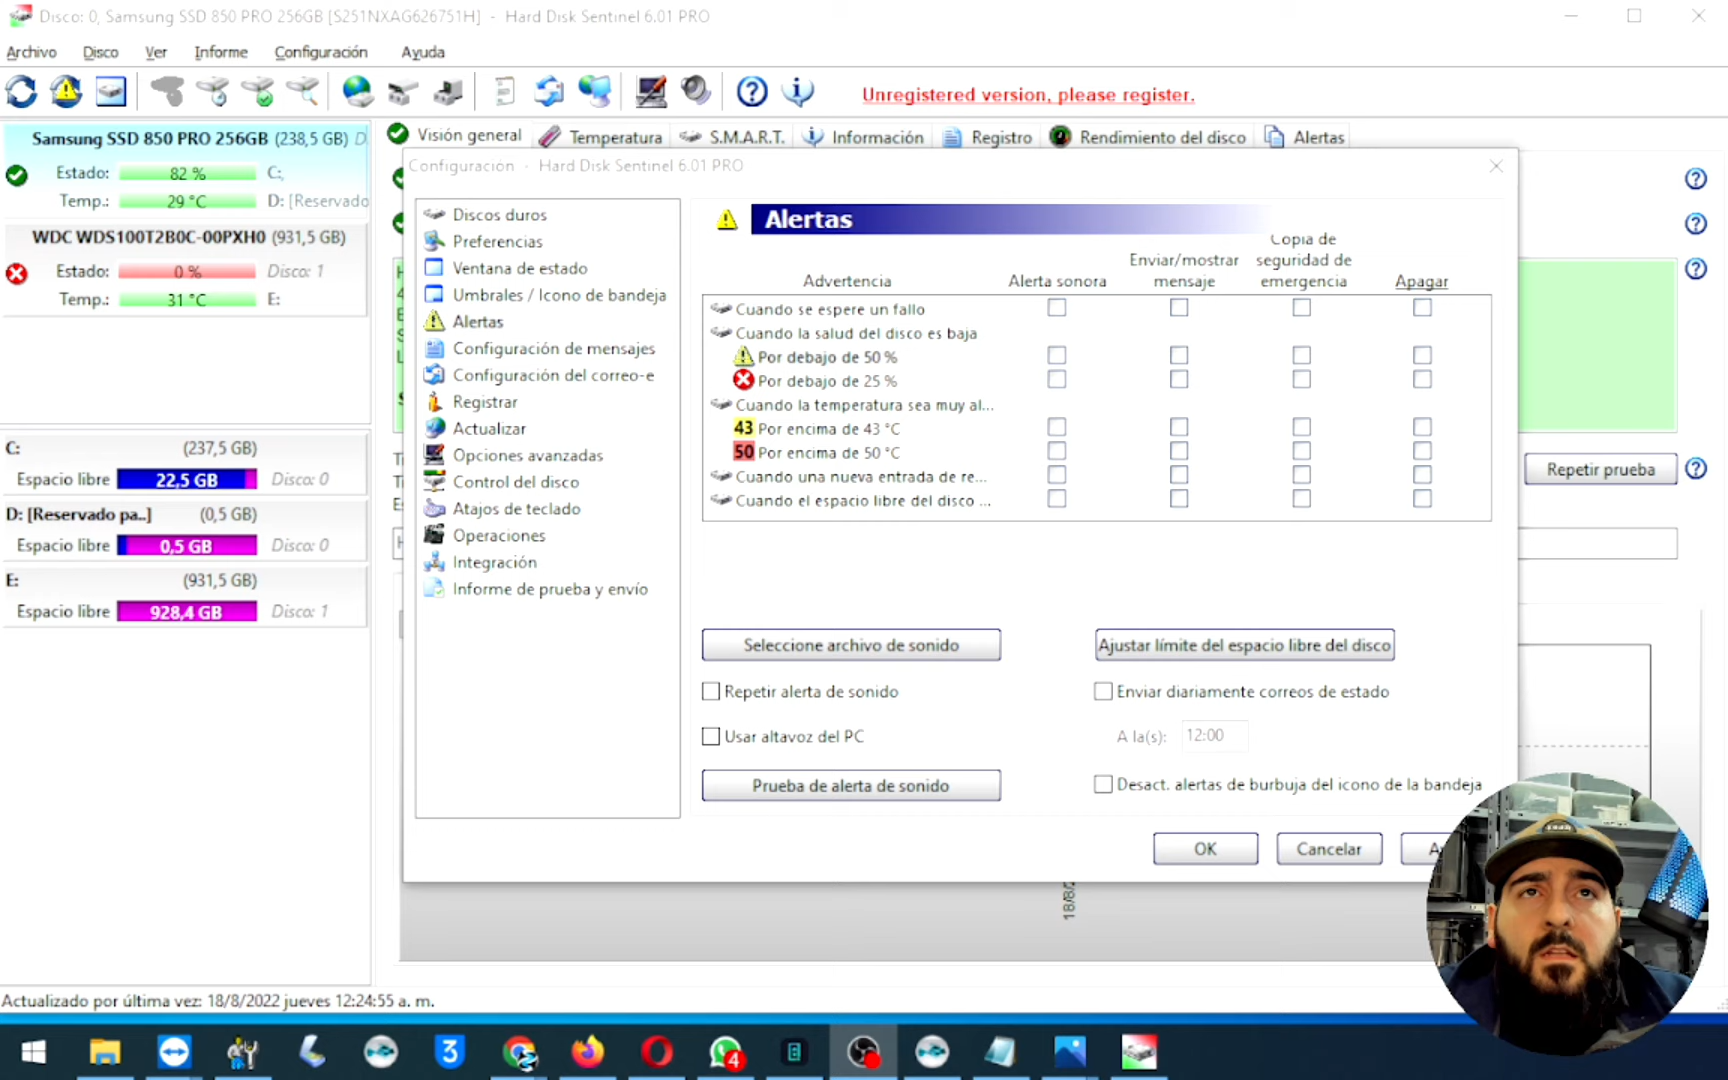 Disco: 0, Samsung SSD 850 PRO 256GB [S251NXAG626751H] - Hard Disk Sentinel 6.01 PRO
Archivo Disco Ver Informe Configuración Ayuda
Unregistered version, please register.
Samsung SSD 850 PRO 256GB (238,5 GB)
Estado: 82 % C:,
Temp.: 29 °C D: [Reservado
WDC WDS100T2B0C-00PXH0 (931,5 GB)
Estado: 0 % Disco: 1
Temp.: 31 °C E:
C: (237,5 GB)
Espacio libre 22,5 GB Disco: 0
D: [Reservado pa..] (0,5 GB)
Espacio libre 0,5 GB Disco: 0
E: (931,5 GB)
Espacio libre 928,4 GB Disco: 1
Visión general Temperatura S.M.A.R.T. Información Registro Rendimiento del disco Alertas
Configuración - Hard Disk Sentinel 6.01 PRO
Discos duros
Preferencias
Ventana de estado
Umbrales / Icono de bandeja
Alertas
Configuración de mensajes
Configuración del correo-e
Registrar
Actualizar
Opciones avanzadas
Control del disco
Atajos de teclado
Operaciones
Integración
Informe de prueba y envío
Alertas
Advertencia
Alerta sonora
Enviar/mostrar
mensaje
Copia de
seguridad de
emergencia
Apagar
Cuando se espere un fallo
Cuando la salud del disco es baja
Por debajo de 50 %
Por debajo de 25 %
Cuando la temperatura sea muy al...
43 Por encima de 43 °C
50 Por encima de 50 °C
Cuando una nueva entrada de re...
Cuando el espacio libre del disco ...
Seleccione archivo de sonido
Ajustar límite del espacio libre del disco
Repetir alerta de sonido
Enviar diariamente correos de estado
Usar altavoz del PC
A la(s): 12:00
Prueba de alerta de sonido
Desact. alertas de burbuja del icono de la bandeja
OK Cancelar
Repetir prueba
18/8/2
Actualizado por última vez: 18/8/2022 jueves 12:24:55 a. m.
3
4